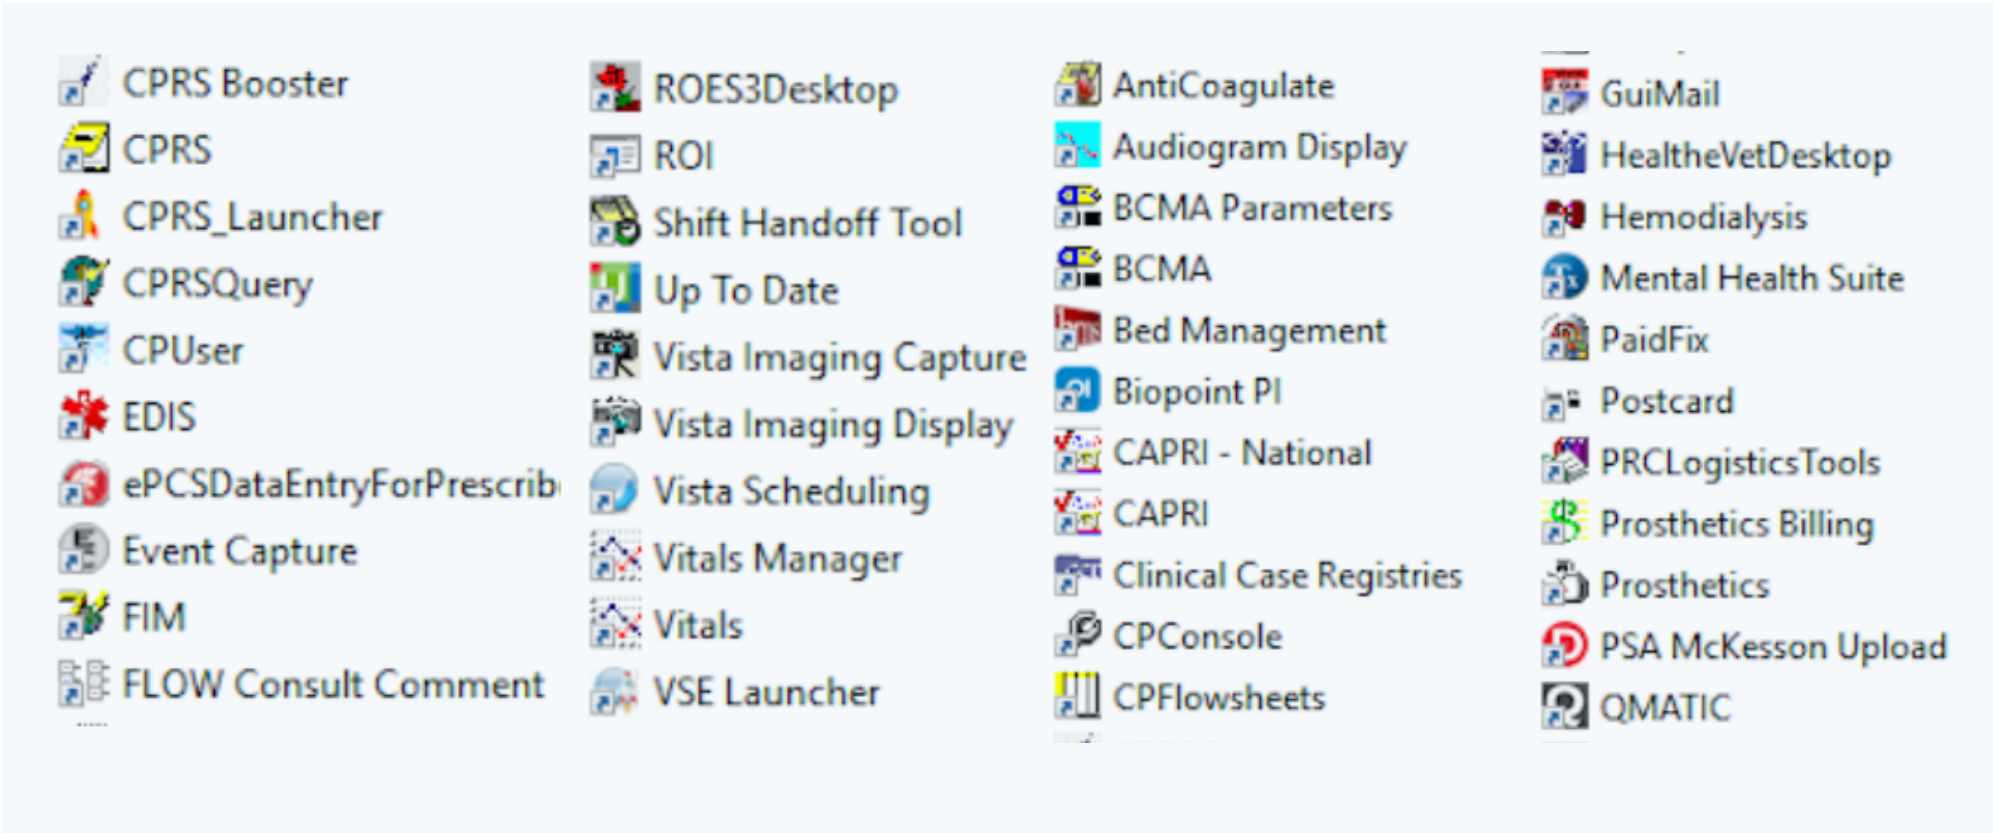 CPRS Booster
CPRS
CPRS_Launcher
CPRSQuery
CPUser
EDIS
ePCSDataEntryForPrescrib
Event Capture
FIM
FLOW Consult Comment
ROES3Desktop
ROI
Shift Handoff Tool
Up To Date
Vista Imaging Capture
Vista Imaging Display
Vista Scheduling
Vitals Manager
Vitals
VSE Launcher
AntiCoagulate
Audiogram Display
BCMA Parameters
BCMA
Bed Management
Biopoint PI
CAPRI - National
CAPRI
Clinical Case Registries
CPConsole
CPFlowsheets
GuiMail
HealtheVetDesktop
Hemodialysis
Mental Health Suite
PaidFix
Postcard
PRCLogisticsTools
Prosthetics Billing
Prosthetics
PSA McKesson Upload
QMATIC